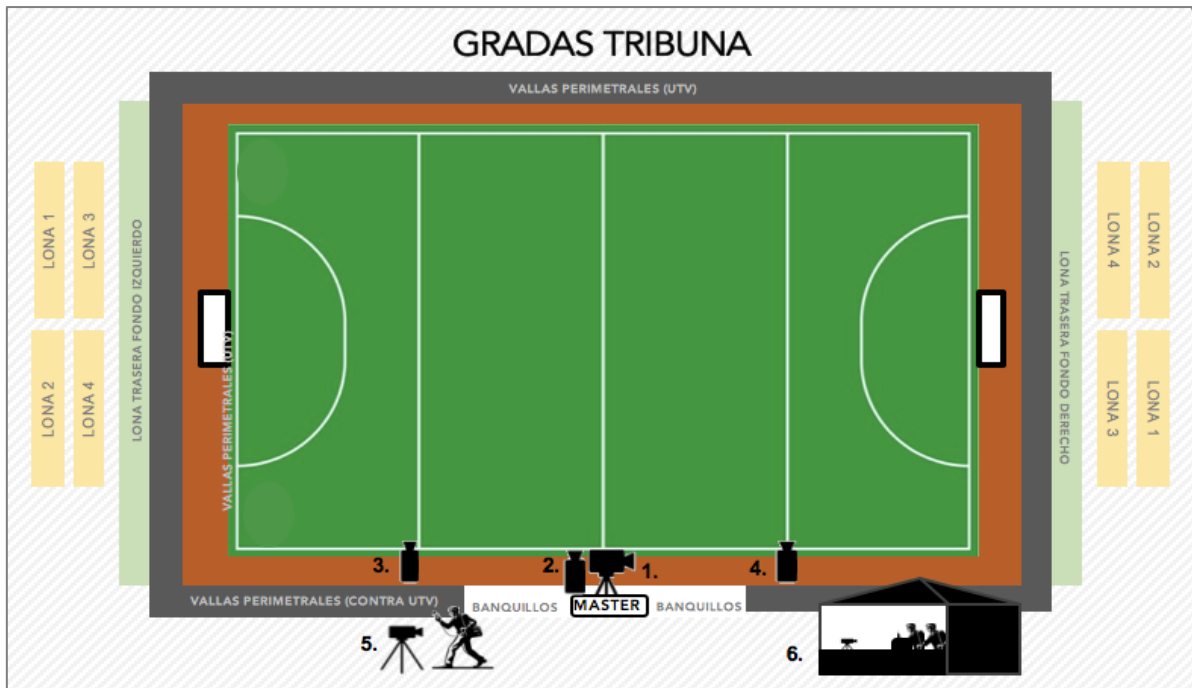 GRADAS TRIBUNA
VALLAS PERIMETRALES (UTV)
LONA 1
LONA 3
LONA 2
LONA 4
LONA TRASERA FONDO IZQUIERDO
VALLAS PERIMETRALES (UTV)
LONA TRASERA FONDO DERECHO
LONA 4
LONA 2
LONA 3
LONA 1
3.
2.
1.
4.
VALLAS PERIMETRALES (CONTRA UTV)
BANQUILLOS
MASTER
BANQUILLOS
5.
6.